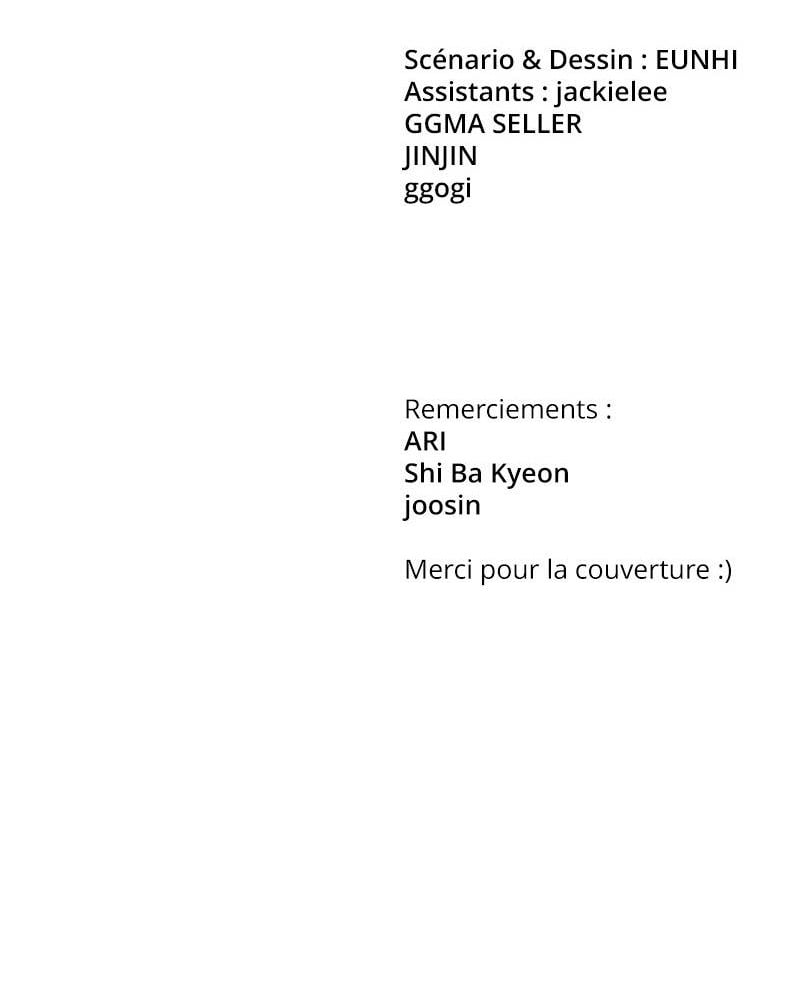 Scénario & Dessin : EUNHI
Assistants : jackielee
GGMA SELLER
JINJIN
ggogi
Remerciements :
ARI
Shi Ba Kyeon
joosin
Merci pour la couverture :)